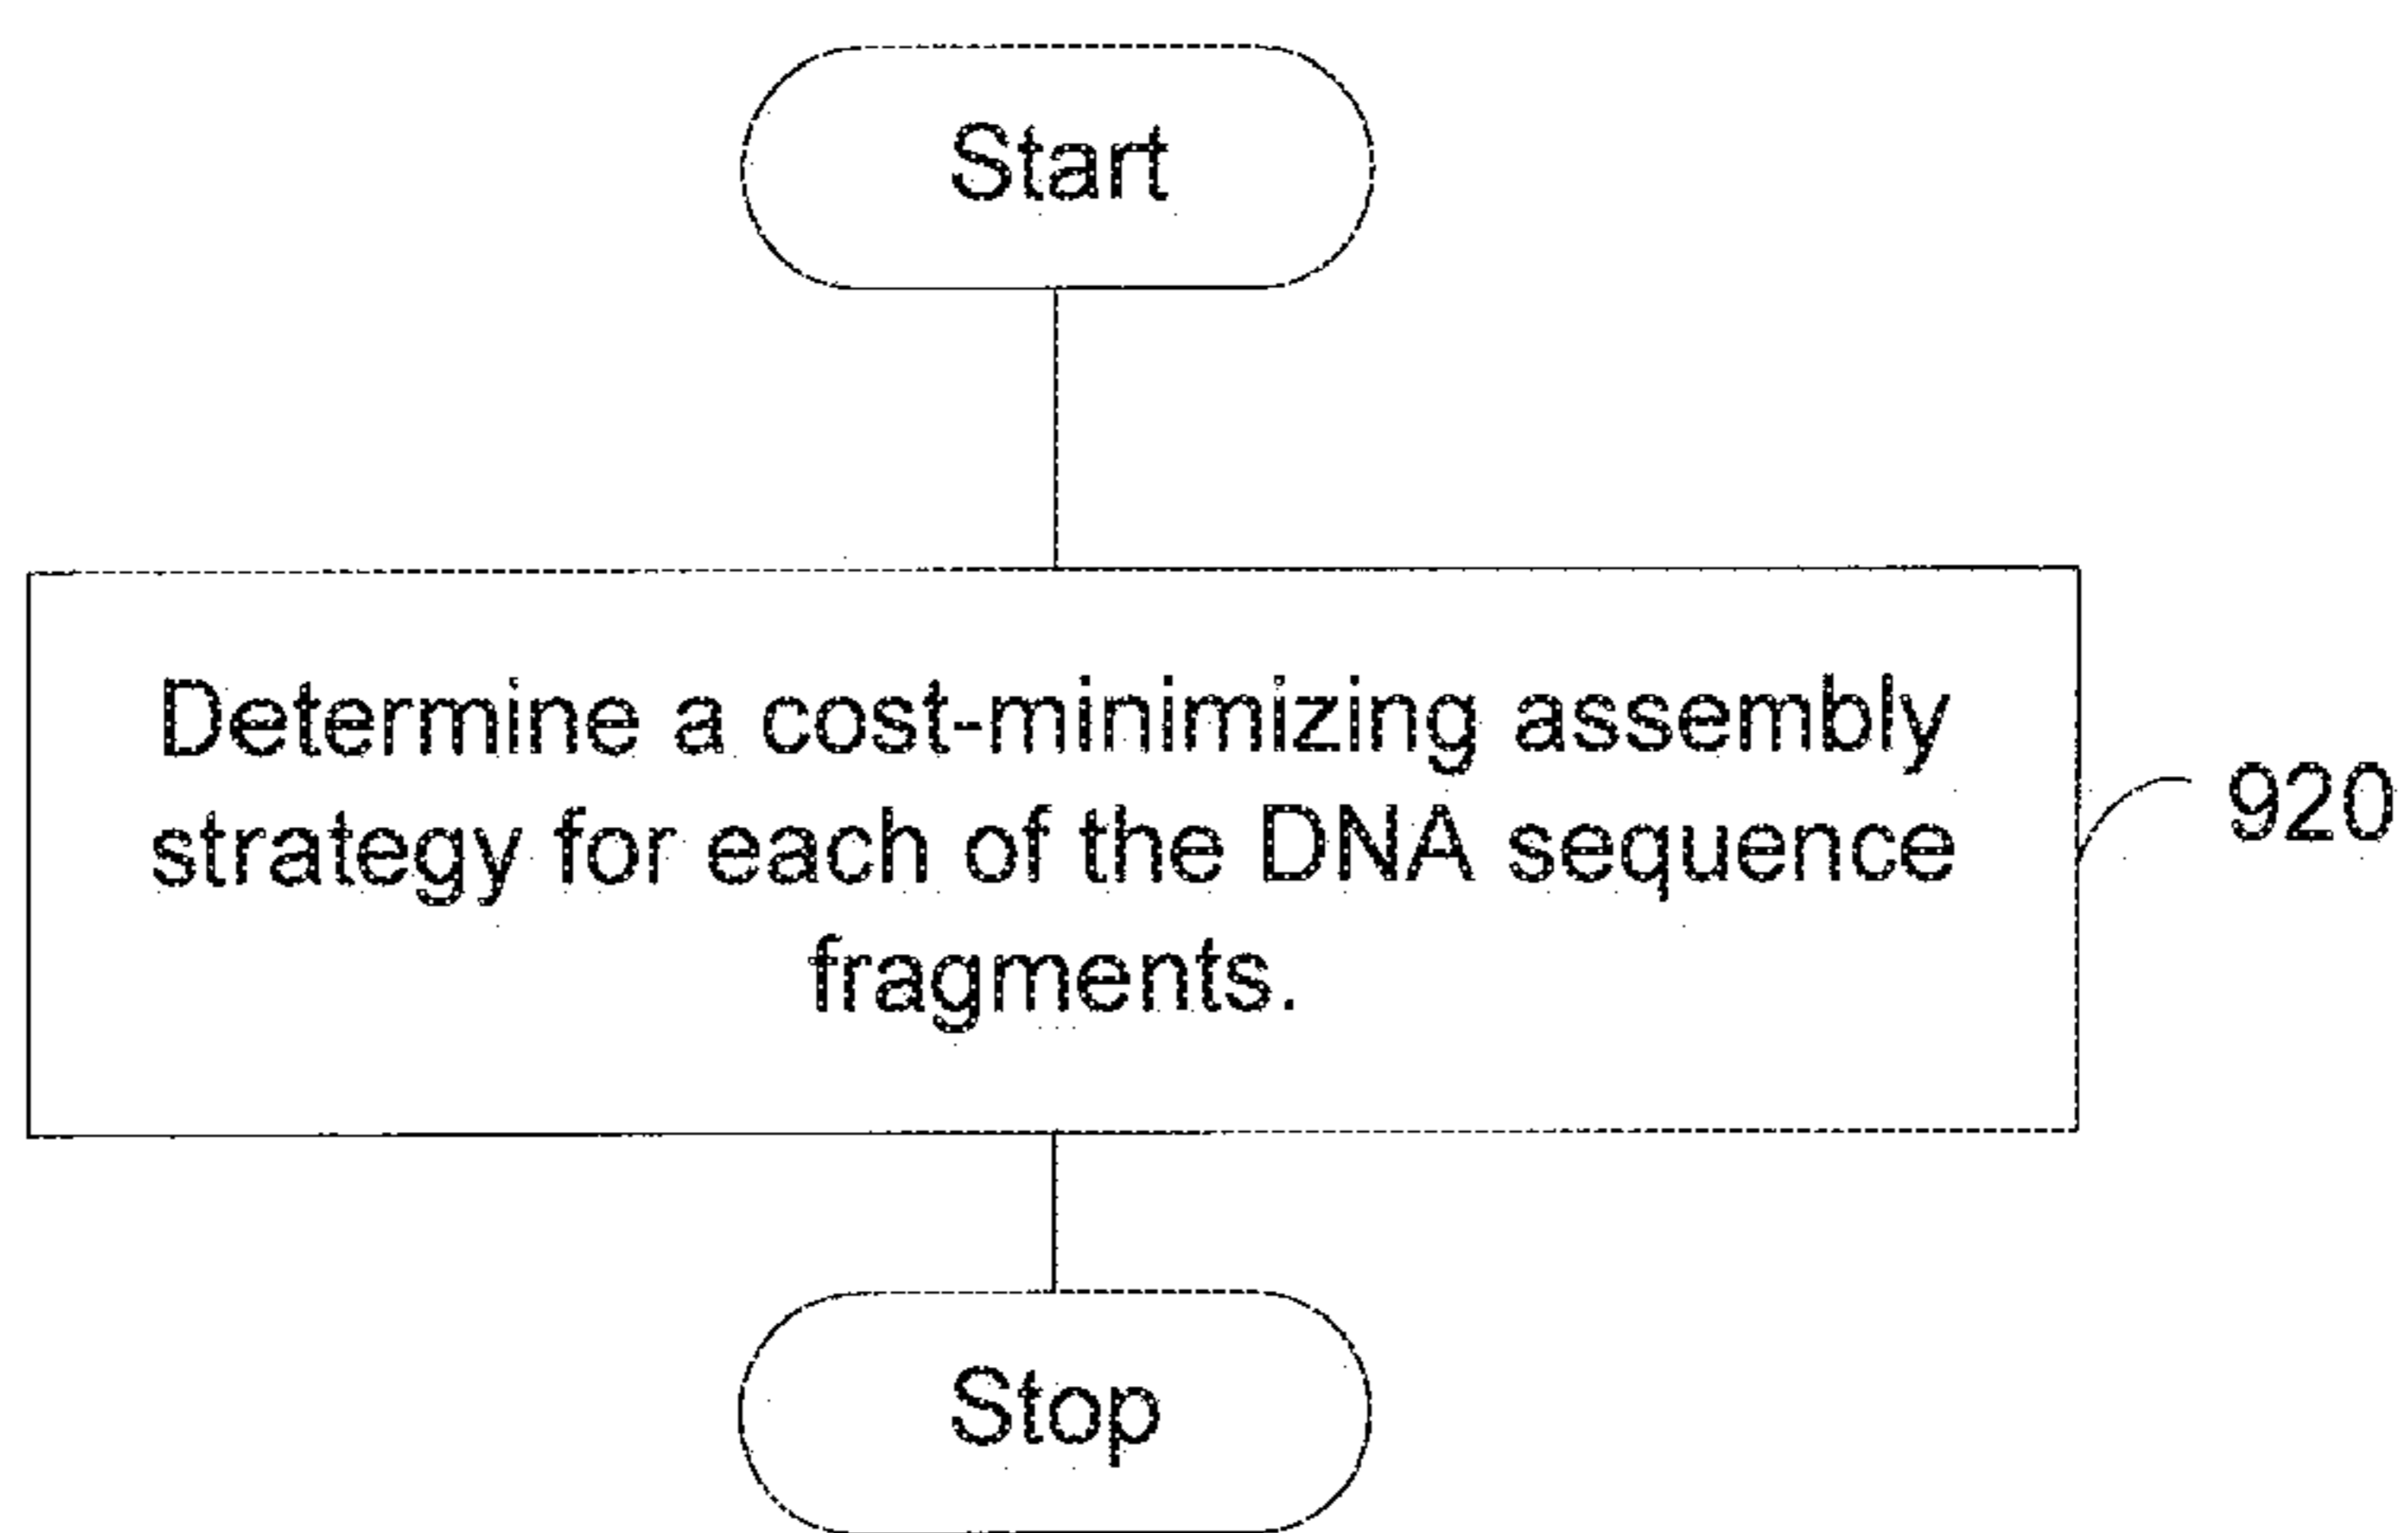 Start
Determine a cost-minimizing assembly
strategy for each of the DNA sequence
fragments.
920
Stop